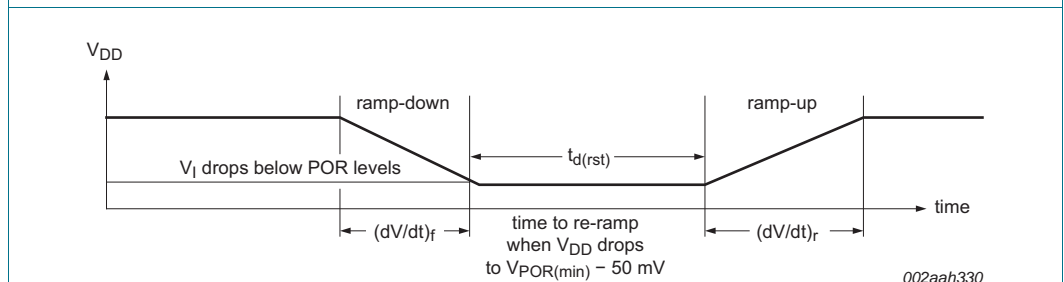 VDD
ramp-down
ramp-up
td(rst)
VI drops below POR levels
time
(dV/dt)f
time to re-ramp
when VDD drops
to VPOR(min) − 50 mV
(dV/dt)r
002aah330